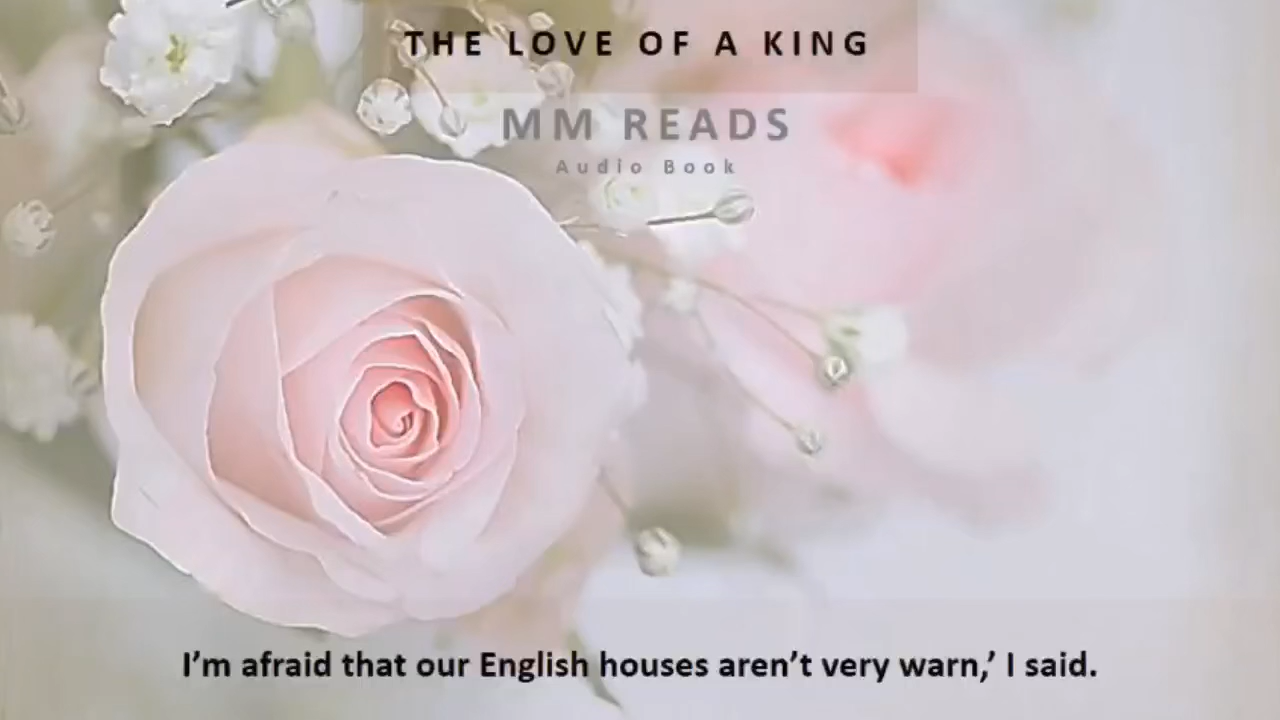 THE LOVE OF A KING
MM READS
Audio Book
I’m afraid that our English houses aren’t very warn,’ I said.